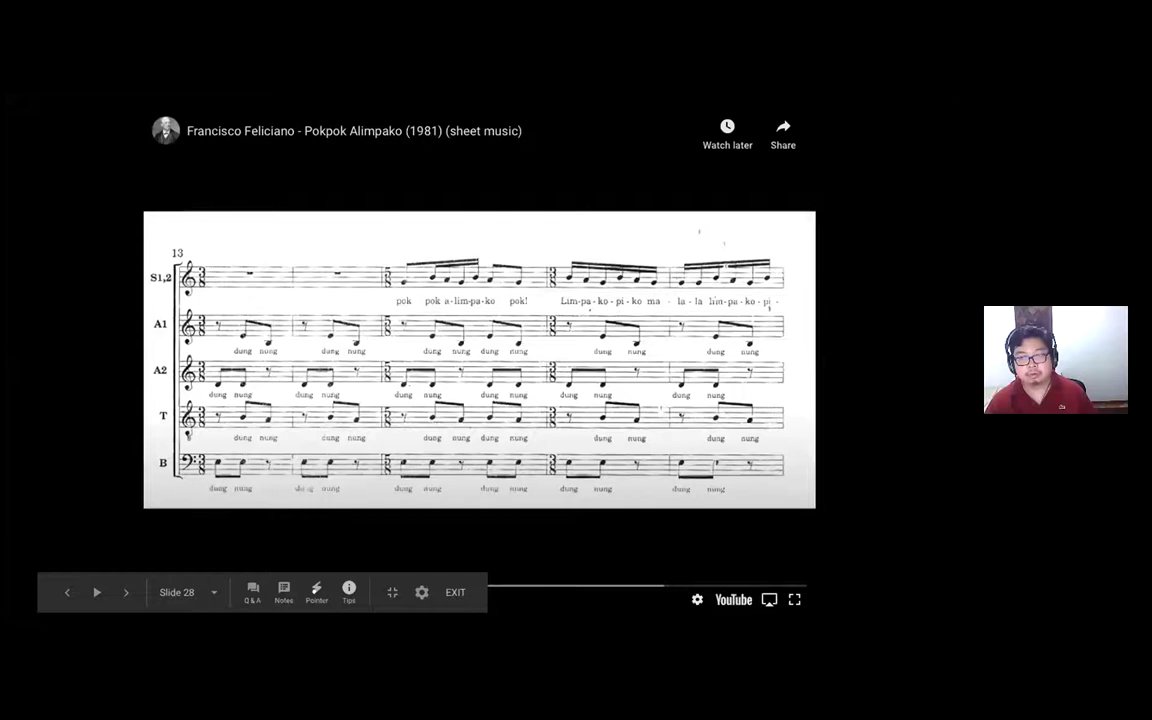 Francisco Feliciano - Pokpok Alimpako (1981) (sheet music)
Watch later
Share
13
S1,2
pok pok a-lim-pa-ko pok! Lim-pa-ko-pi-ko ma-la-la lim-pa-ko-pi-
A1
dung nung dung nung dung nung dung nung dung nung dung nung
A2
dung nung dung nung dung nung dung nung dung nung dung nung
T
dung nung dung nung dung nung dung nung dung nung dung nung
B
dung nung dung nung dung nung dung nung dung nung dung nung
Slide 28
Q & A
Notes
Pointer
Tips
EXIT
YouTube